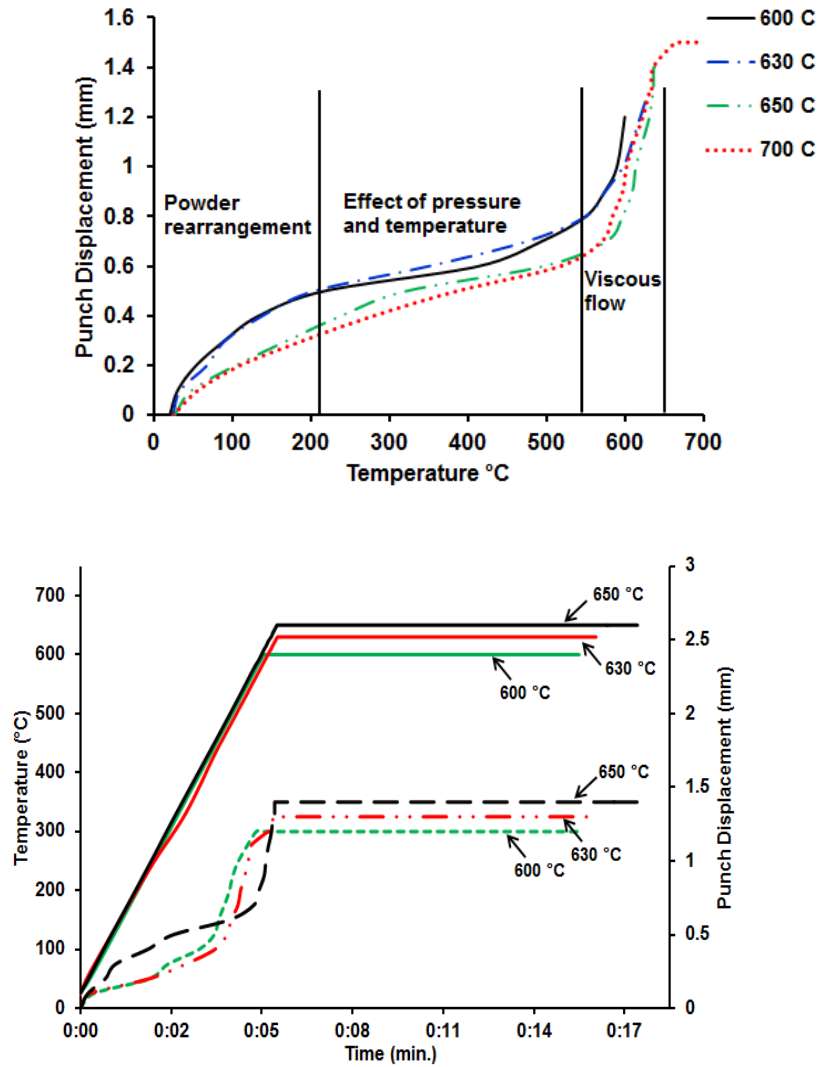 1.6
1.4
1.2
1
0.8
0.6
0.4
0.2
0
Punch Displacement (mm)
0 100 200 300 400 500 600 700
Temperature °C
Powder
rearrangement
Effect of pressure
and temperature
Viscous
flow
600 C
630 C
650 C
700 C
700
600
500
400
300
200
100
0
Temperature (°C)
650 °C
630 °C
600 °C
650 °C
630 °C
600 °C
3
2.5
2
1.5
1
0.5
0
Punch Displacement (mm)
0:00 0:02 0:05 0:08 0:11 0:14 0:17
Time (min.)